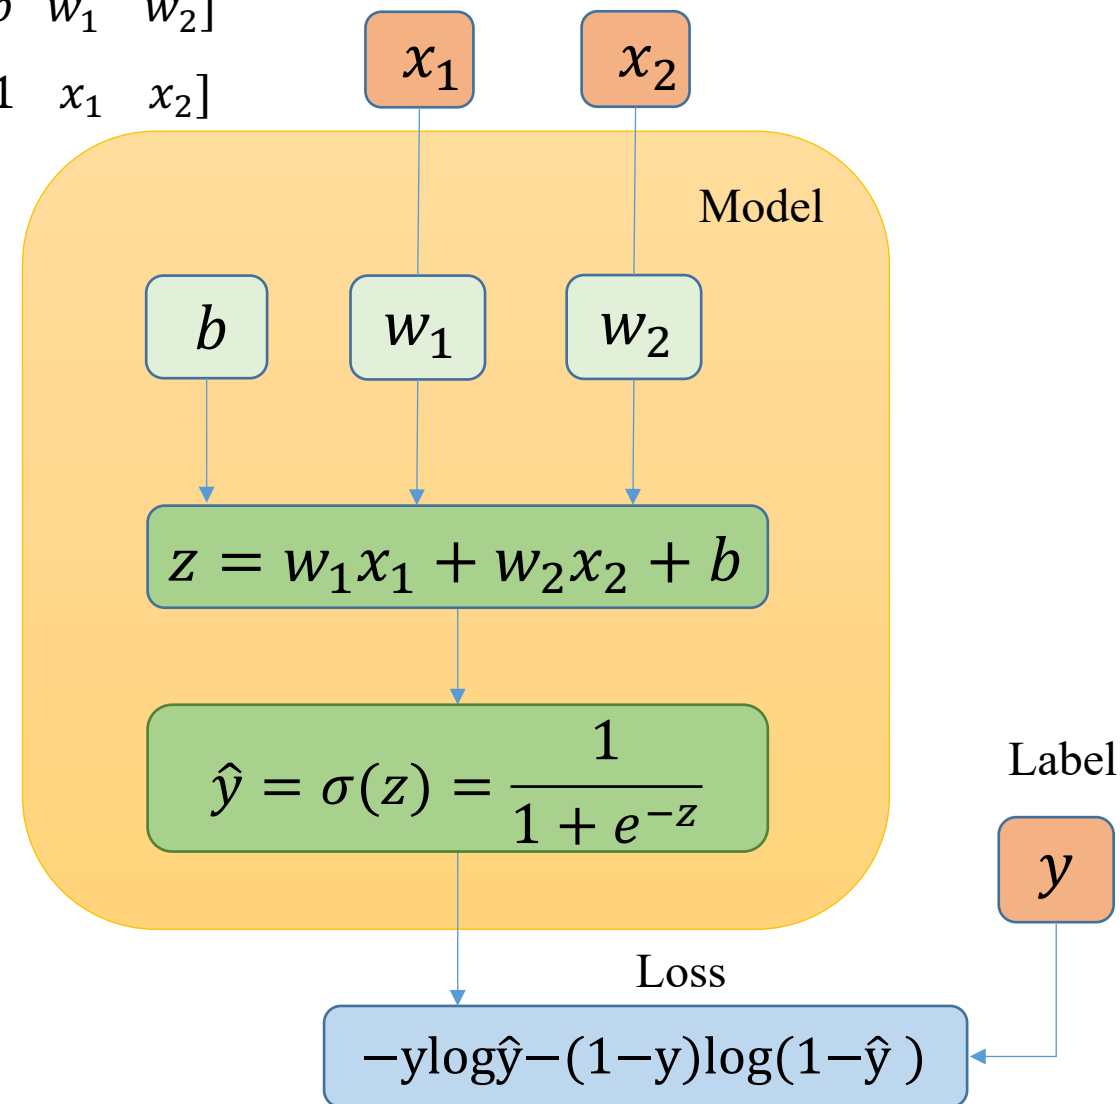 b w₁ w₂]
1 x₁ x₂]
x₁ x₂
Model
b w₁ w₂
z = w₁x₁ + w₂x₂ + b
ŷ = σ(z) = 1 / (1 + e⁻ᶻ)
Label
y
Loss
−ylogŷ−(1−y)log(1−ŷ )